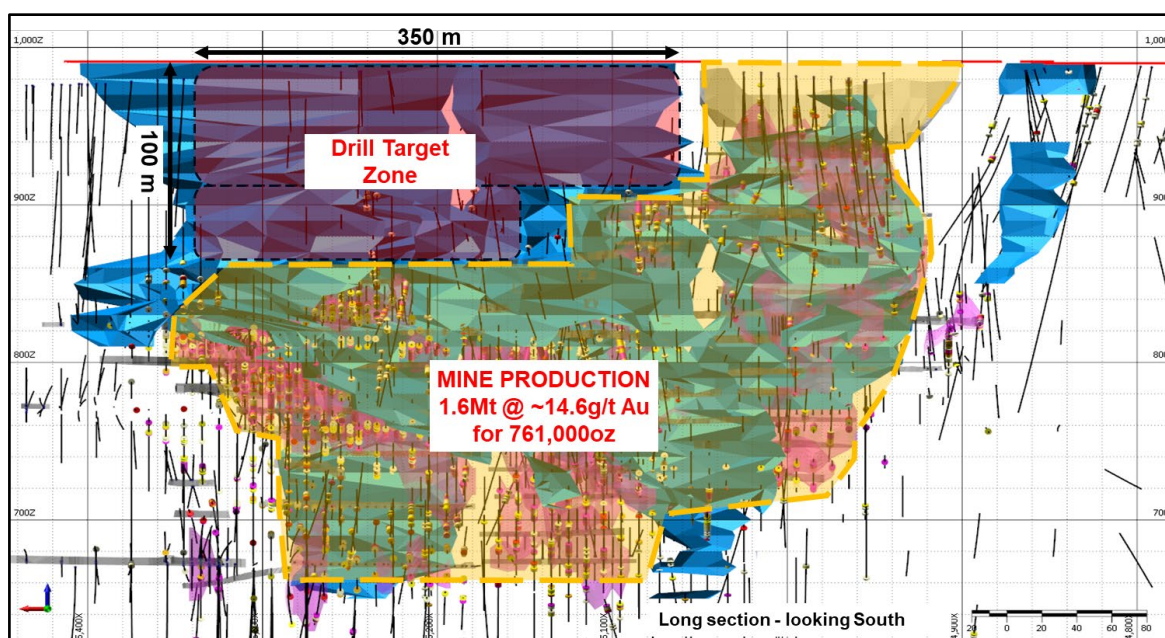 350 m
1,000Z
1,000
100 m
Drill Target
Zone
900Z
900
800Z
800
MINE PRODUCTION
1.6Mt @ ~14.6g/t Au
for 761,000oz
700Z
700
Long section - looking South
20 0 20 40 60 80